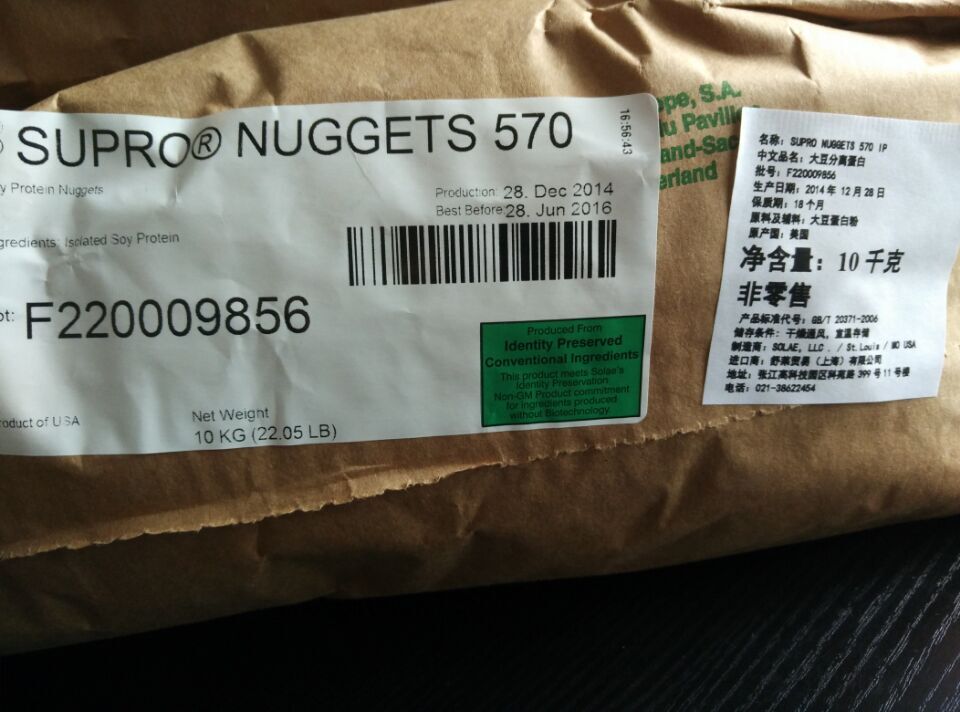 SUPRO® NUGGETS 570
Protein Nuggets
Production: 28. Dec 2014
Best Before: 28. Jun 2016
16:56:43
Isolated Soy Protein
F220009856
of USA
Net Weight
10 KG (22.05 LB)
Produced From
Identity Preserved
Conventional Ingredients
This product meets Solae's
Identity Preservation
Non-GM Product commitment
for ingredients produced
without Biotechnology.
S.A.
名称: SUPRO NUGGETS 570 IP
中文品名: 大豆分离蛋白
批号: F220009856
生产日期: 2014 年 12 月 28 日
保质期: 18 个月
原料及辅料: 大豆蛋白粉
原产国: 美国
净含量: 10 千克
非零售
产品标准代号: GB/T 20371-2006
储存条件: 干燥通风, 室温存储
制造商: SOLAE, LLC . / St. Louis / MO USA
进口商: 舒莱贸易 (上海) 有限公司
地址: 张江高科技园区科苑路 399 号 11 号楼
电话: 021-38622454